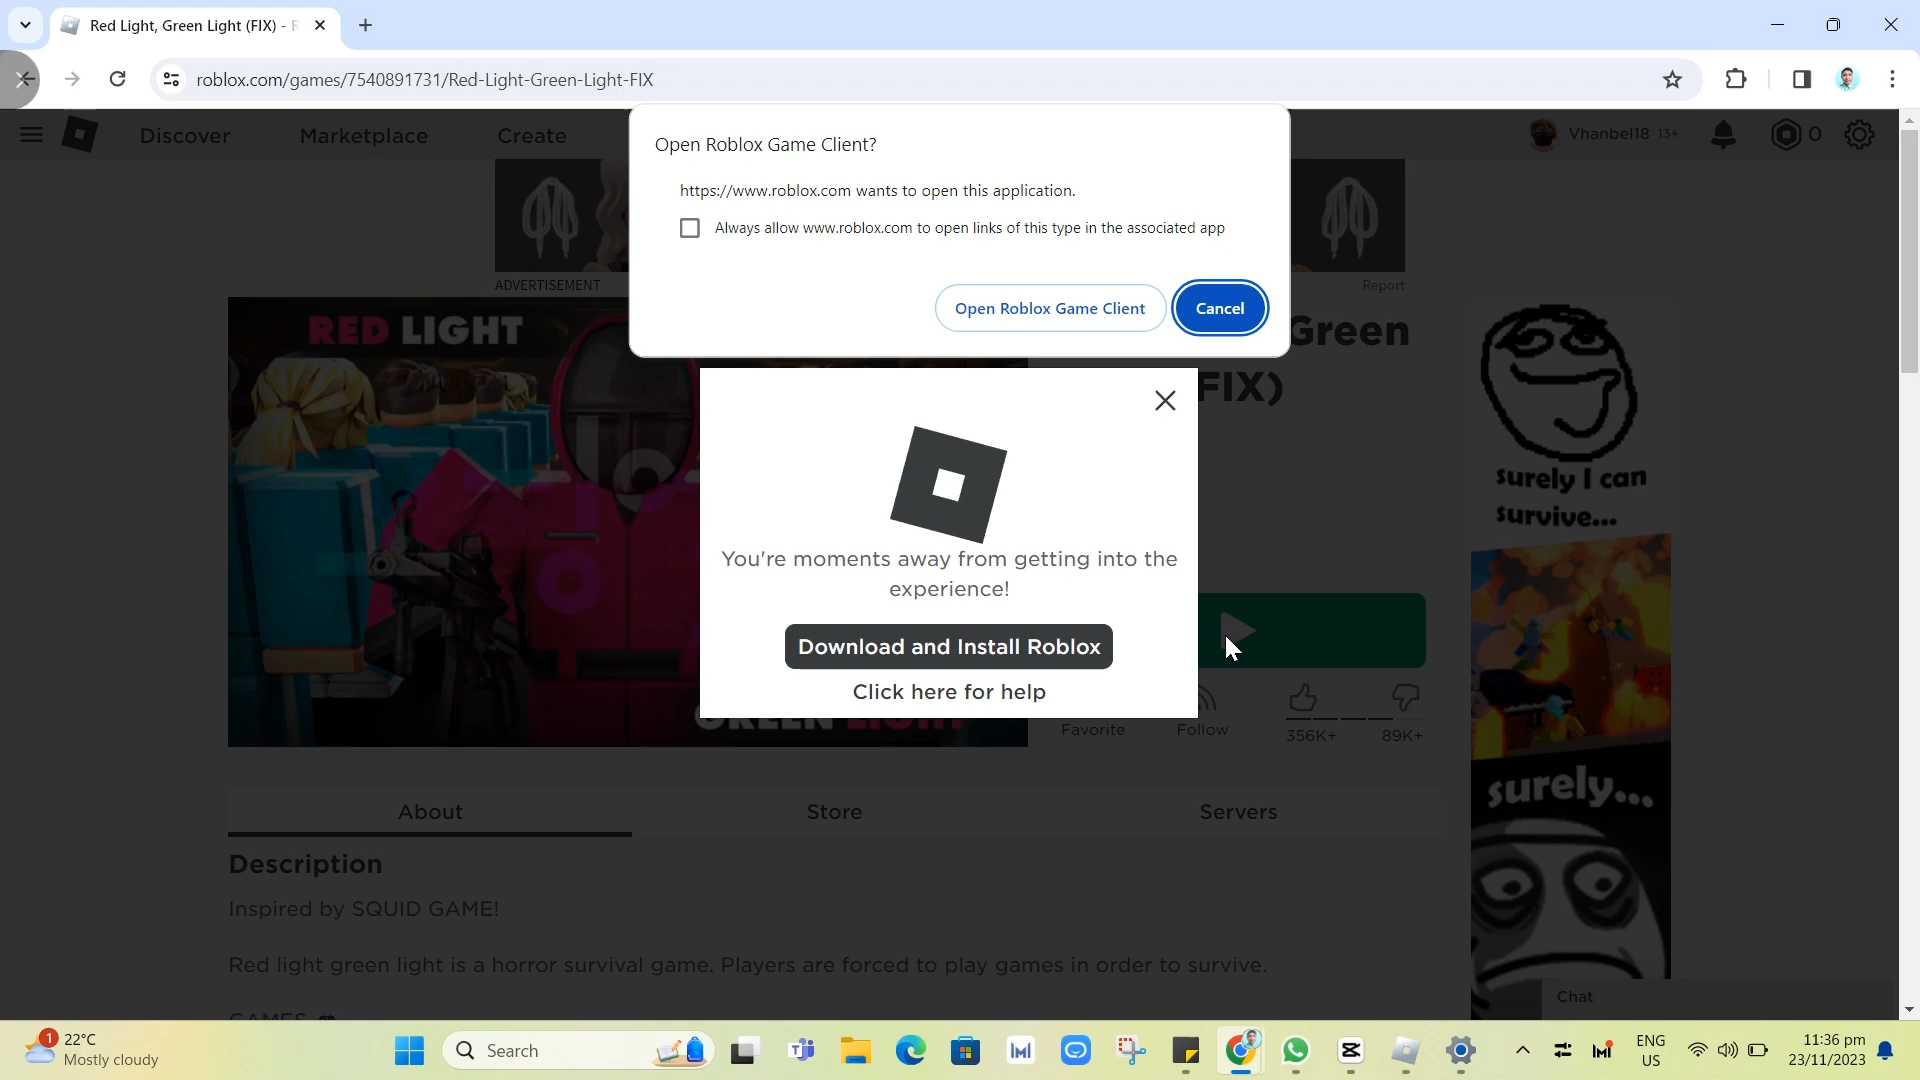 Red Light, Green Light (FIX) - R
roblox.com/games/7540891731/Red-Light-Green-Light-FIX
Discover
Marketplace
Create
Vhanbel18 13+
0
Open Roblox Game Client?
https://www.roblox.com wants to open this application.
Always allow www.roblox.com to open links of this type in the associated app
Open Roblox Game Client
Cancel
ADVERTISEMENT
Report
RED LIGHT
Green
FIX)
You're moments away from getting into the
experience!
Download and Install Roblox
Click here for help
GREEN LIGHT
Favorite
Follow
356K+
89K+
surely I can
survive...
surely...
About
Store
Servers
Description
Inspired by SQUID GAME!
Red light green light is a horror survival game. Players are forced to play games in order to survive.
GAMES
Chat
1
22°C
Mostly cloudy
Search
ENG
US
11:36 pm
23/11/2023